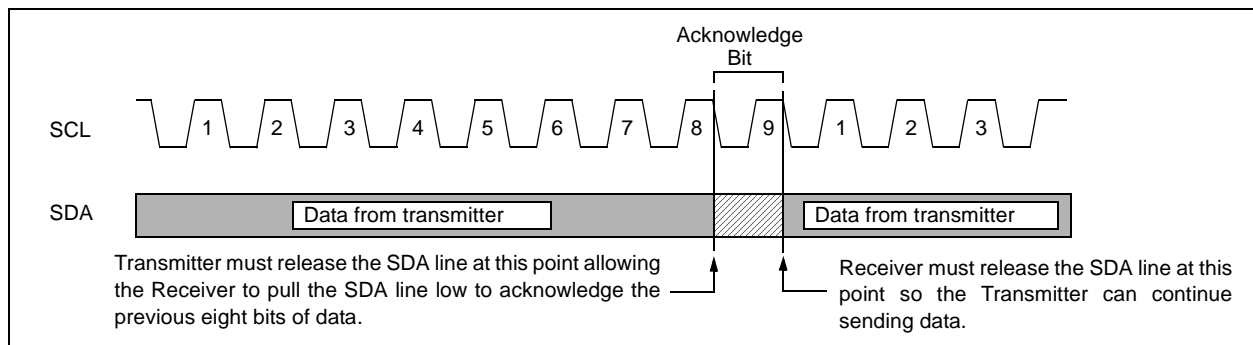 Acknowledge
Bit
SCL
1 2 3 4 5 6 7 8 9 1 2 3
SDA
Data from transmitter
Data from transmitter
Transmitter must release the SDA line at this point allowing
the Receiver to pull the SDA line low to acknowledge the
previous eight bits of data.
Receiver must release the SDA line at this
point so the Transmitter can continue
sending data.